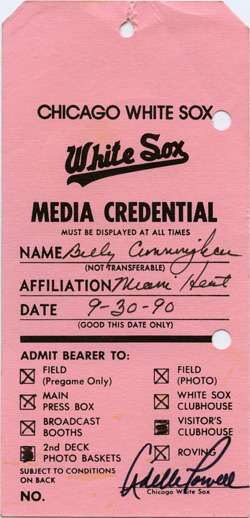 CHICAGO WHITE SOX
White Sox
MEDIA CREDENTIAL
MUST BE DISPLAYED AT ALL TIMES
NAME Billy Cunningham
(NOT TRANSFERABLE)
AFFILIATION Miami Heat
DATE 9-30-90
(GOOD THIS DATE ONLY)
ADMIT BEARER TO:
FIELD (Pregame Only)
FIELD (PHOTO)
MAIN PRESS BOX
WHITE SOX CLUBHOUSE
BROADCAST BOOTHS
VISITOR'S CLUBHOUSE
2nd DECK PHOTO BASKETS
ROVING
SUBJECT TO CONDITIONS ON BACK
NO.
Adelle Powell
Chicago White Sox